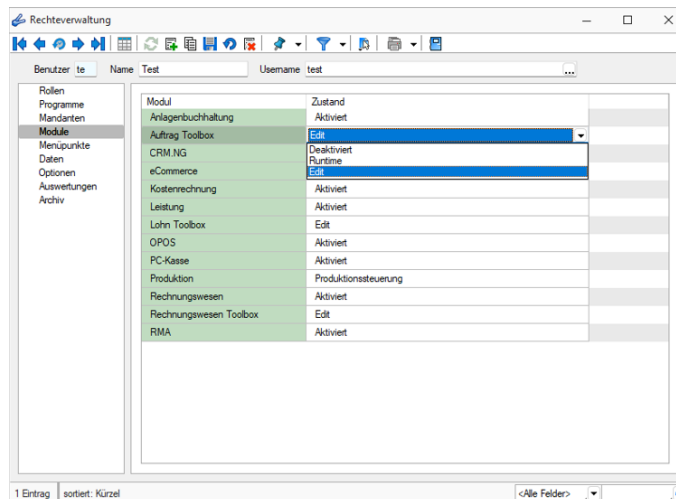 Rechteverwaltung
Benutzer te Name Test Username test ...
Rollen
Programme
Mandanten
Module
Menüpunkte
Daten
Optionen
Auswertungen
Archiv
Modul Zustand
Anlagenbuchhaltung Aktiviert
Auftrag Toolbox Edit
CRM.NG Deaktiviert
Runtime
eCommerce Edit
Kostenrechnung Aktiviert
Leistung Aktiviert
Lohn Toolbox Edit
OPOS Aktiviert
PC-Kasse Aktiviert
Produktion Produktionssteuerung
Rechnungswesen Aktiviert
Rechnungswesen Toolbox Edit
RMA Aktiviert
1 Eintrag sortiert: Kürzel <Alle Felder>